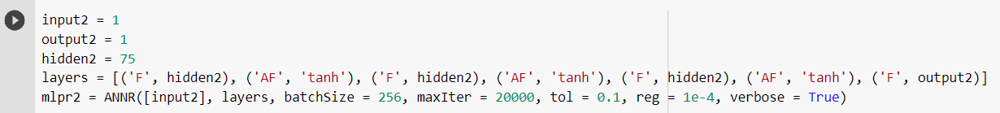 input2 = 1
output2 = 1
hidden2 = 75
layers = [('F', hidden2), ('AF', 'tanh'), ('F', hidden2), ('AF', 'tanh'), ('F', hidden2), ('AF', 'tanh'), ('F', output2)]
mlpr2 = ANNR([input2], layers, batchSize = 256, maxIter = 20000, tol = 0.1, reg = 1e-4, verbose = True)